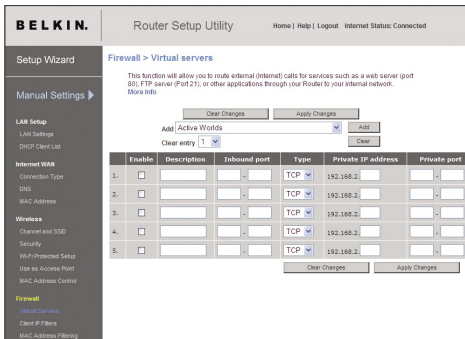 BELKIN.
Router Setup Utility
Home | Help | Logout Internet Status: Connected
Setup Wizard
Manual Settings
LAN Setup
LAN Settings
DHCP Client List
Internet WAN
Connection Type
DNS
MAC Address
Wireless
Channel and SSID
Security
Wi-Fi Protected Setup
Use as Access Point
MAC Address Control
Firewall
Virtual Servers
Client IP Filters
MAC Address Filtering
Firewall > Virtual servers
This function will allow you to route external (Internet) calls for services such as a web server (port
80), FTP server (Port 21), or other applications through your Router to your internal network.
More Info
Clear Changes Apply Changes
Add Active Worlds Add
Clear entry 1 Clear
Enable Description Inbound port Type Private IP address Private port
1. - TCP 192.168.2. -
2. - TCP 192.168.2. -
3. - TCP 192.168.2. -
4. - TCP 192.168.2. -
5. - TCP 192.168.2. -
Clear Changes Apply Changes